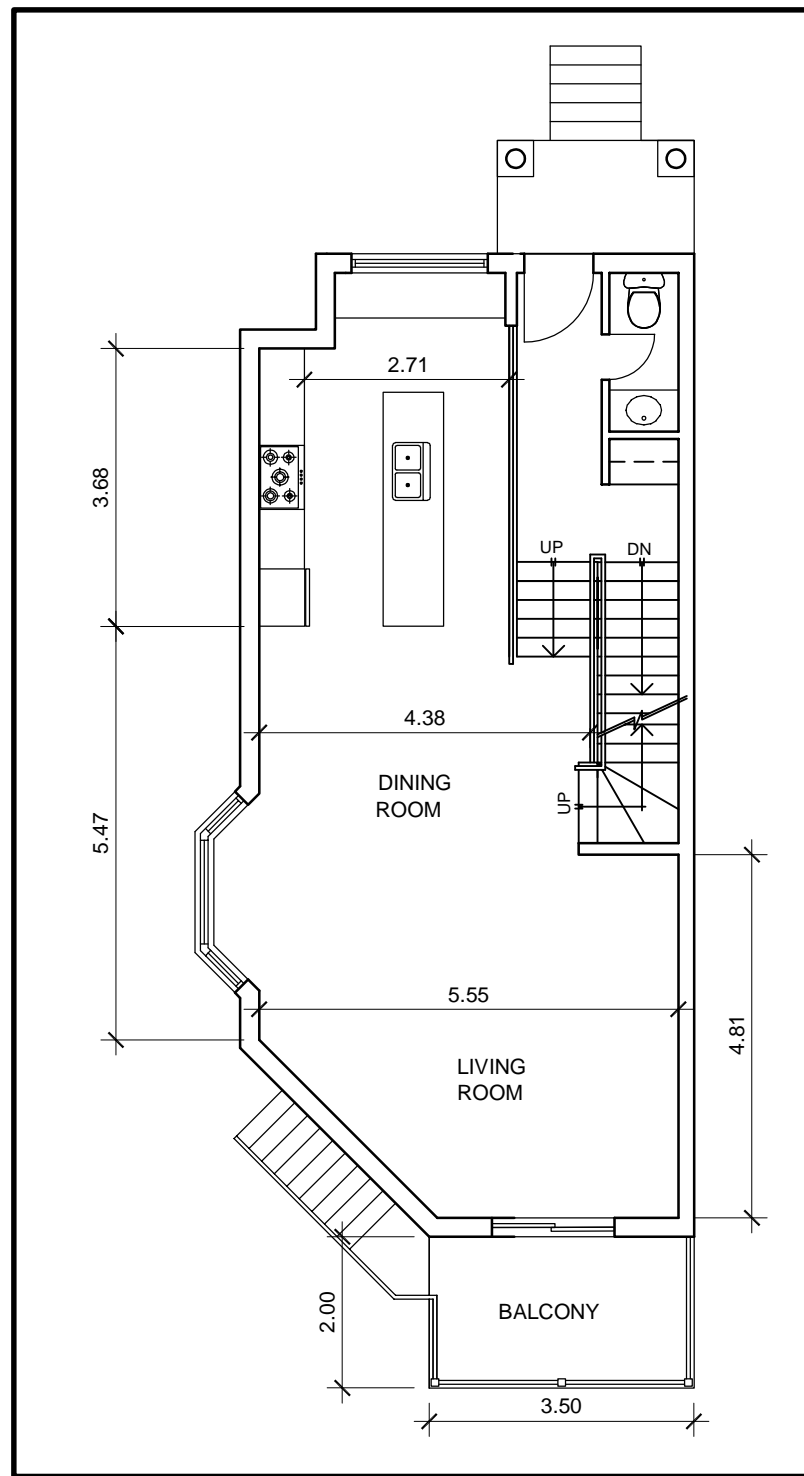 2.71
3.68
UP
DN
4.38
DINING
ROOM
UP
5.47
5.55
4.81
LIVING
ROOM
2.00
BALCONY
3.50